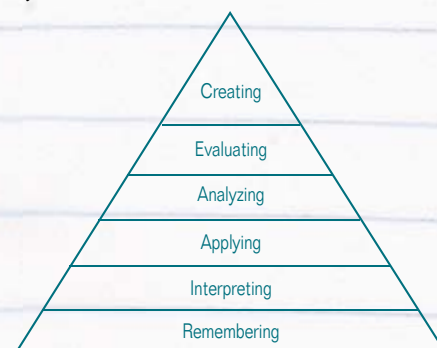 Creating
Evaluating
Analyzing
Applying
Interpreting
Remembering